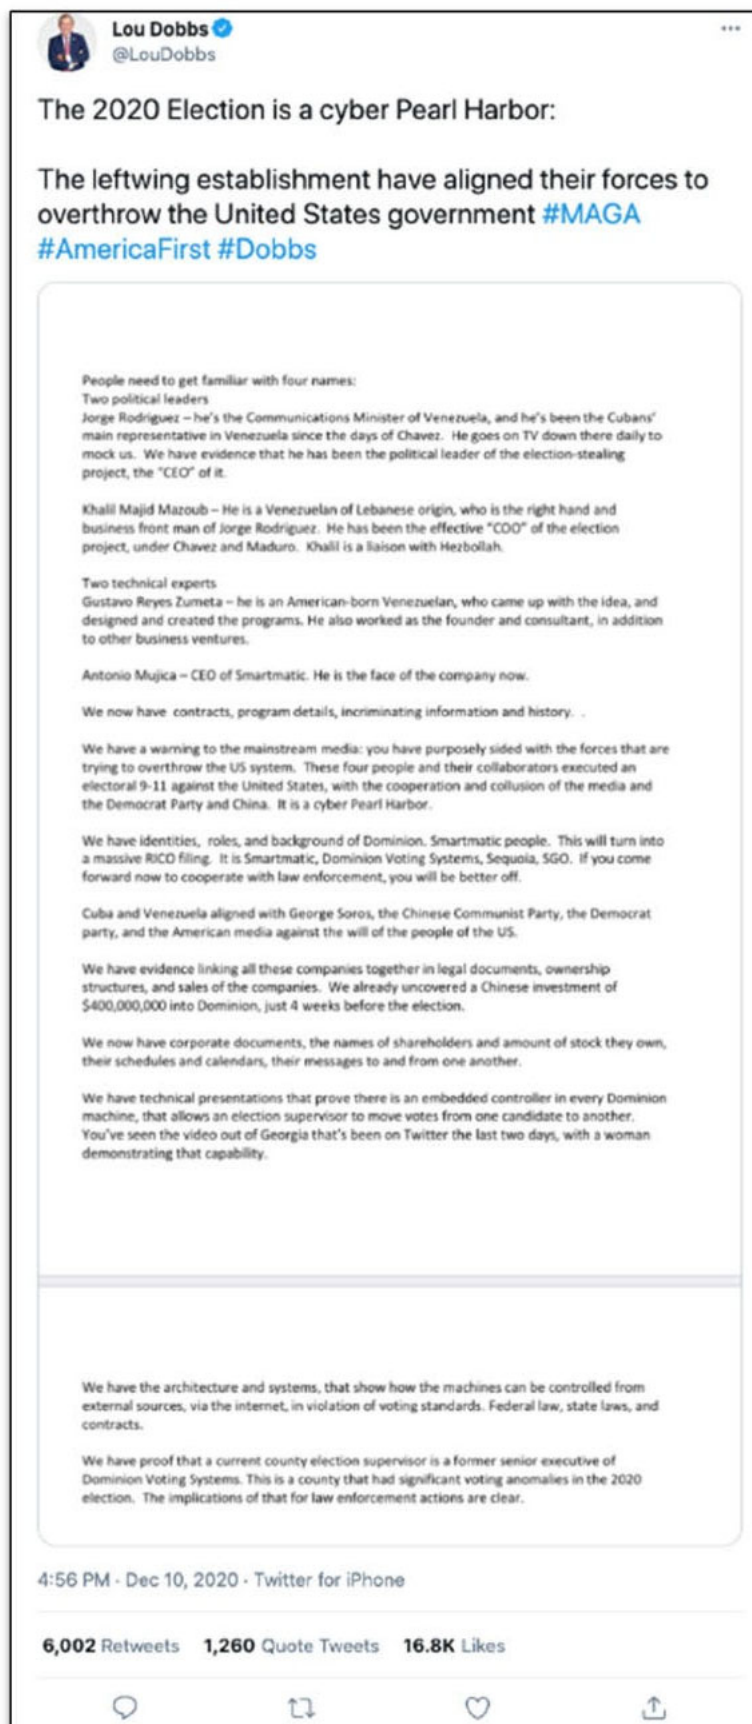 Lou Dobbs
@LouDobbs
The 2020 Election is a cyber Pearl Harbor:
The leftwing establishment have aligned their forces to
overthrow the United States government #MAGA
#AmericaFirst #Dobbs
People need to get familiar with four names:
Two political leaders
Jorge Rodriguez – he's the Communications Minister of Venezuela, and he's been the Cubans'
main representative in Venezuela since the days of Chavez. He goes on TV down there daily to
mock us. We have evidence that he has been the political leader of the election-stealing
project, the "CEO" of it.
Khalil Majid Mazoub – He is a Venezuelan of Lebanese origin, who is the right hand and
business front man of Jorge Rodriguez. He has been the effective "COO" of the election
project, under Chavez and Maduro. Khalil is a liaison with Hezbollah.
Two technical experts
Gustavo Reyes Zumeta – he is an American-born Venezuelan, who came up with the idea, and
designed and created the programs. He also worked as the founder and consultant, in addition
to other business ventures.
Antonio Mujica – CEO of Smartmatic. He is the face of the company now.
We now have contracts, program details, incriminating information and history. .
We have a warning to the mainstream media: you have purposely sided with the forces that are
trying to overthrow the US system. These four people and their collaborators executed an
electoral 9-11 against the United States, with the cooperation and collusion of the media and
the Democrat Party and China. It is a cyber Pearl Harbor.
We have identities, roles, and background of Dominion. Smartmatic people. This will turn into
a massive RICO filing. It is Smartmatic, Dominion Voting Systems, Sequoia, SGO. If you come
forward now to cooperate with law enforcement, you will be better off.
Cuba and Venezuela aligned with George Soros, the Chinese Communist Party, the Democrat
party, and the American media against the will of the people of the US.
We have evidence linking all these companies together in legal documents, ownership
structures, and sales of the companies. We already uncovered a Chinese investment of
$400,000,000 into Dominion, just 4 weeks before the election.
We now have corporate documents, the names of shareholders and amount of stock they own,
their schedules and calendars, their messages to and from one another.
We have technical presentations that prove there is an embedded controller in every Dominion
machine, that allows an election supervisor to move votes from one candidate to another.
You've seen the video out of Georgia that's been on Twitter the last two days, with a woman
demonstrating that capability.
We have the architecture and systems, that show how the machines can be controlled from
external sources, via the internet, in violation of voting standards. Federal law, state laws, and
contracts.
We have proof that a current county election supervisor is a former senior executive of
Dominion Voting Systems. This is a county that had significant voting anomalies in the 2020
election. The implications of that for law enforcement actions are clear.
4:56 PM · Dec 10, 2020 · Twitter for iPhone
6,002 Retweets 1,260 Quote Tweets 16.8K Likes